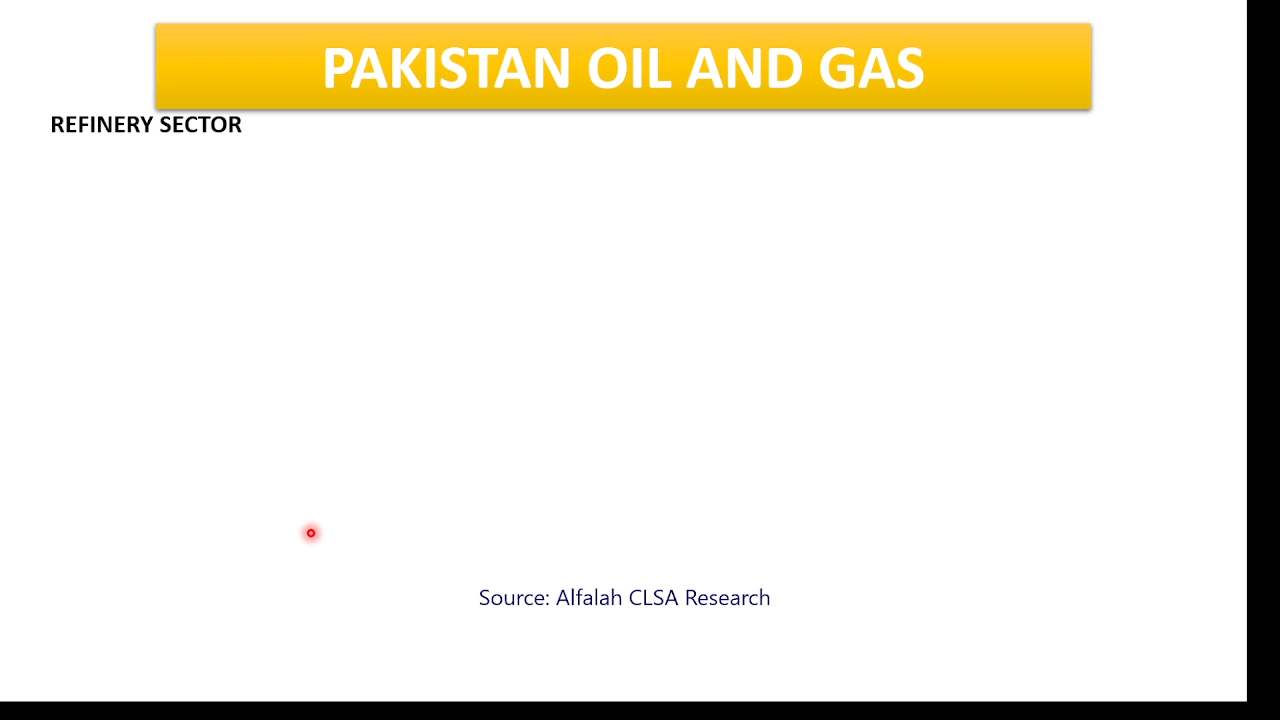 PAKISTAN OIL AND GAS
REFINERY SECTOR
Source: Alfalah CLSA Research